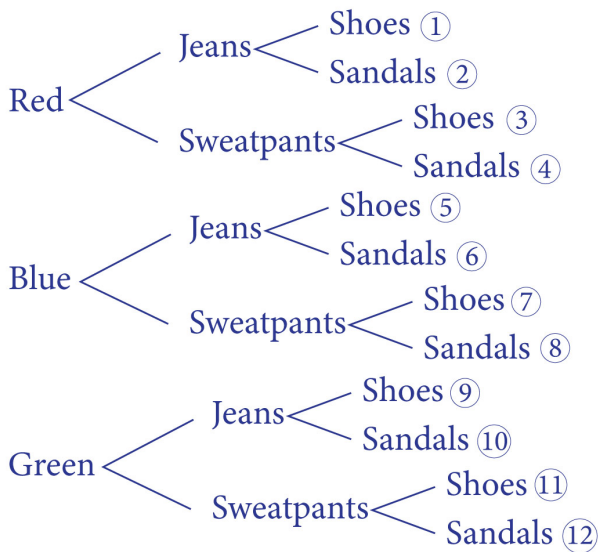 Shoes ①
Jeans
Sandals ②
Red
Shoes ③
Sweatpants
Sandals ④
Shoes ⑤
Jeans
Sandals ⑥
Blue
Shoes ⑦
Sweatpants
Sandals ⑧
Shoes ⑨
Jeans
Sandals ⑩
Green
Shoes ⑪
Sweatpants
Sandals ⑫